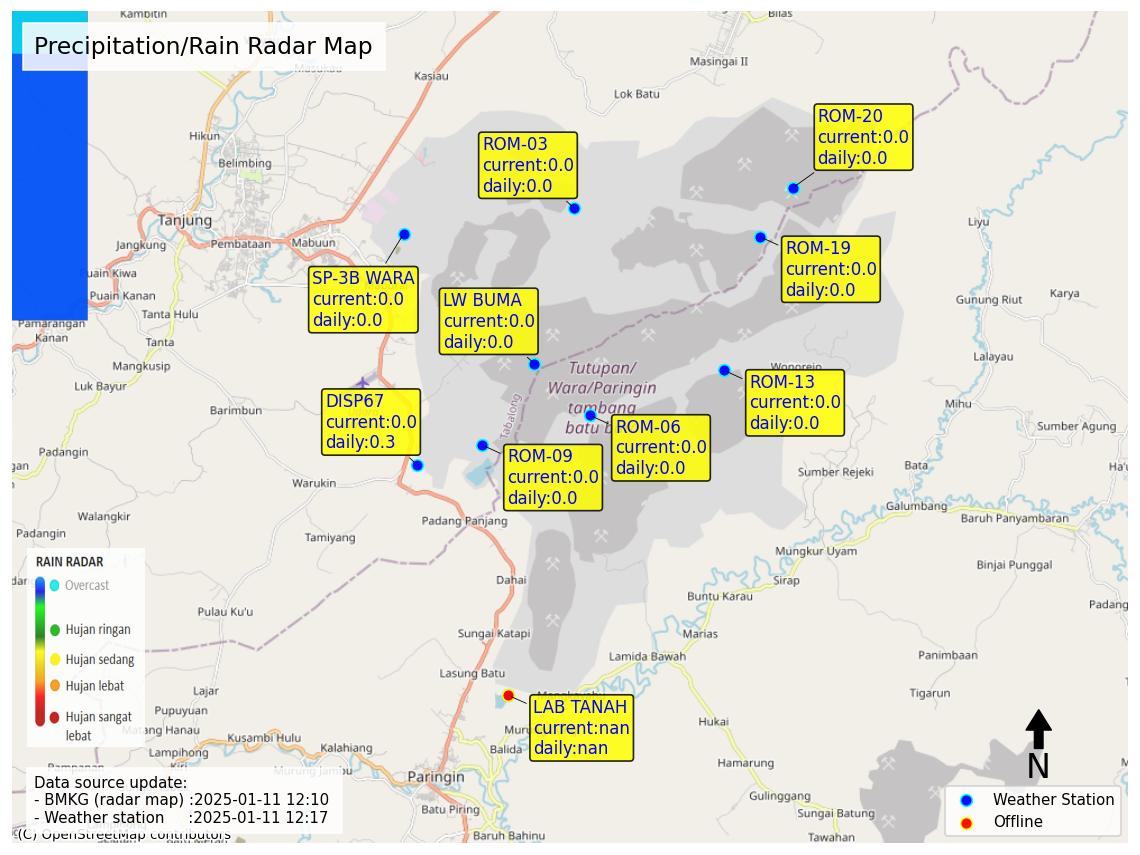 Kambitin
Bilas
Precipitation/Rain Radar Map
Masukau
Kasiau
Masingai II
Lok Batu
ROM-20
current:0.0
daily:0.0
ROM-03
current:0.0
daily:0.0
Hikun
Belimbing
Tanjung
Liyu
Jangkung
Pembataan
Mabuun
ROM-19
current:0.0
daily:0.0
SP-3B WARA
current:0.0
daily:0.0
Puain Kiwa
Puain Kanan
LW BUMA
current:0.0
daily:0.0
Gunung Riut
Karya
Tanta Hulu
Pamarangan
Kanan
Tanta
Lalayau
Mangkusip
Tutupan/
Wara/Paringin
tambang
batu b
Wonorejo
ROM-13
current:0.0
daily:0.0
Luk Bayur
DISP67
current:0.0
daily:0.3
Barimbun
Tabalong
Mihu
ROM-06
current:0.0
daily:0.0
Sumber Agung
Padangin
ROM-09
current:0.0
daily:0.0
Bata
Sumber Rejeki
Warukin
Galumbang
Baruh Panyambaran
Walangkir
Padang Panjang
Padangin
Tamiyang
Mungkur Uyam
Binjai Punggal
RAIN RADAR
Overcast
Hujan ringan
Hujan sedang
Hujan lebat
Hujan sangat
lebat
Dahai
Sirap
Buntu Karau
Padang
Pulau Ku'u
Sungai Katapi
Marias
Lamida Bawah
Panimbaan
Lasung Batu
Lajar
Tigarun
LAB TANAH
current:nan
daily:nan
Pupuyuan
Matang Hanau
Kusambi Hulu
Hukai
Lampihong
Kalahiang
Balida
Hamarung
Murung Jambu
Paringin
N
Data source update:
- BMKG (radar map) :2025-01-11 12:10
- Weather station :2025-01-11 12:17
Gulinggang
Batu Piring
Sungai Batung
Weather Station
Offline
(C) OpenStreetMap contributors
Baruh Bahinu
Tawahan